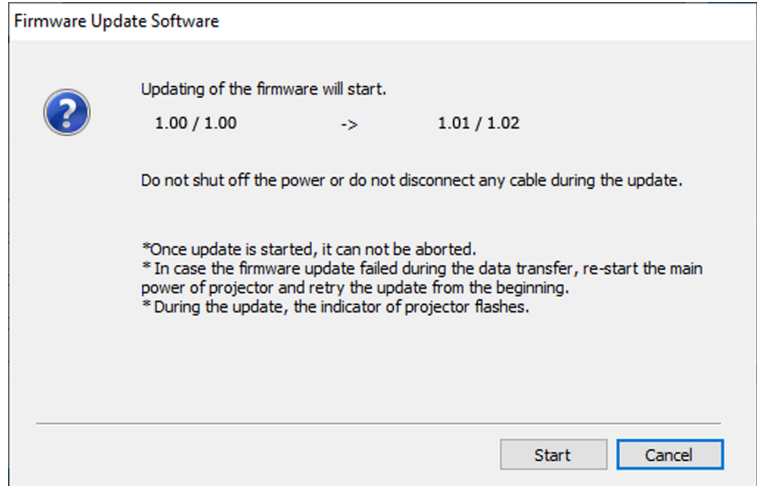 Firmware Update Software
Updating of the firmware will start.
1.00 / 1.00 -> 1.01 / 1.02
Do not shut off the power or do not disconnect any cable during the update.
*Once update is started, it can not be aborted.
* In case the firmware update failed during the data transfer, re-start the main
power of projector and retry the update from the beginning.
* During the update, the indicator of projector flashes.
Start Cancel